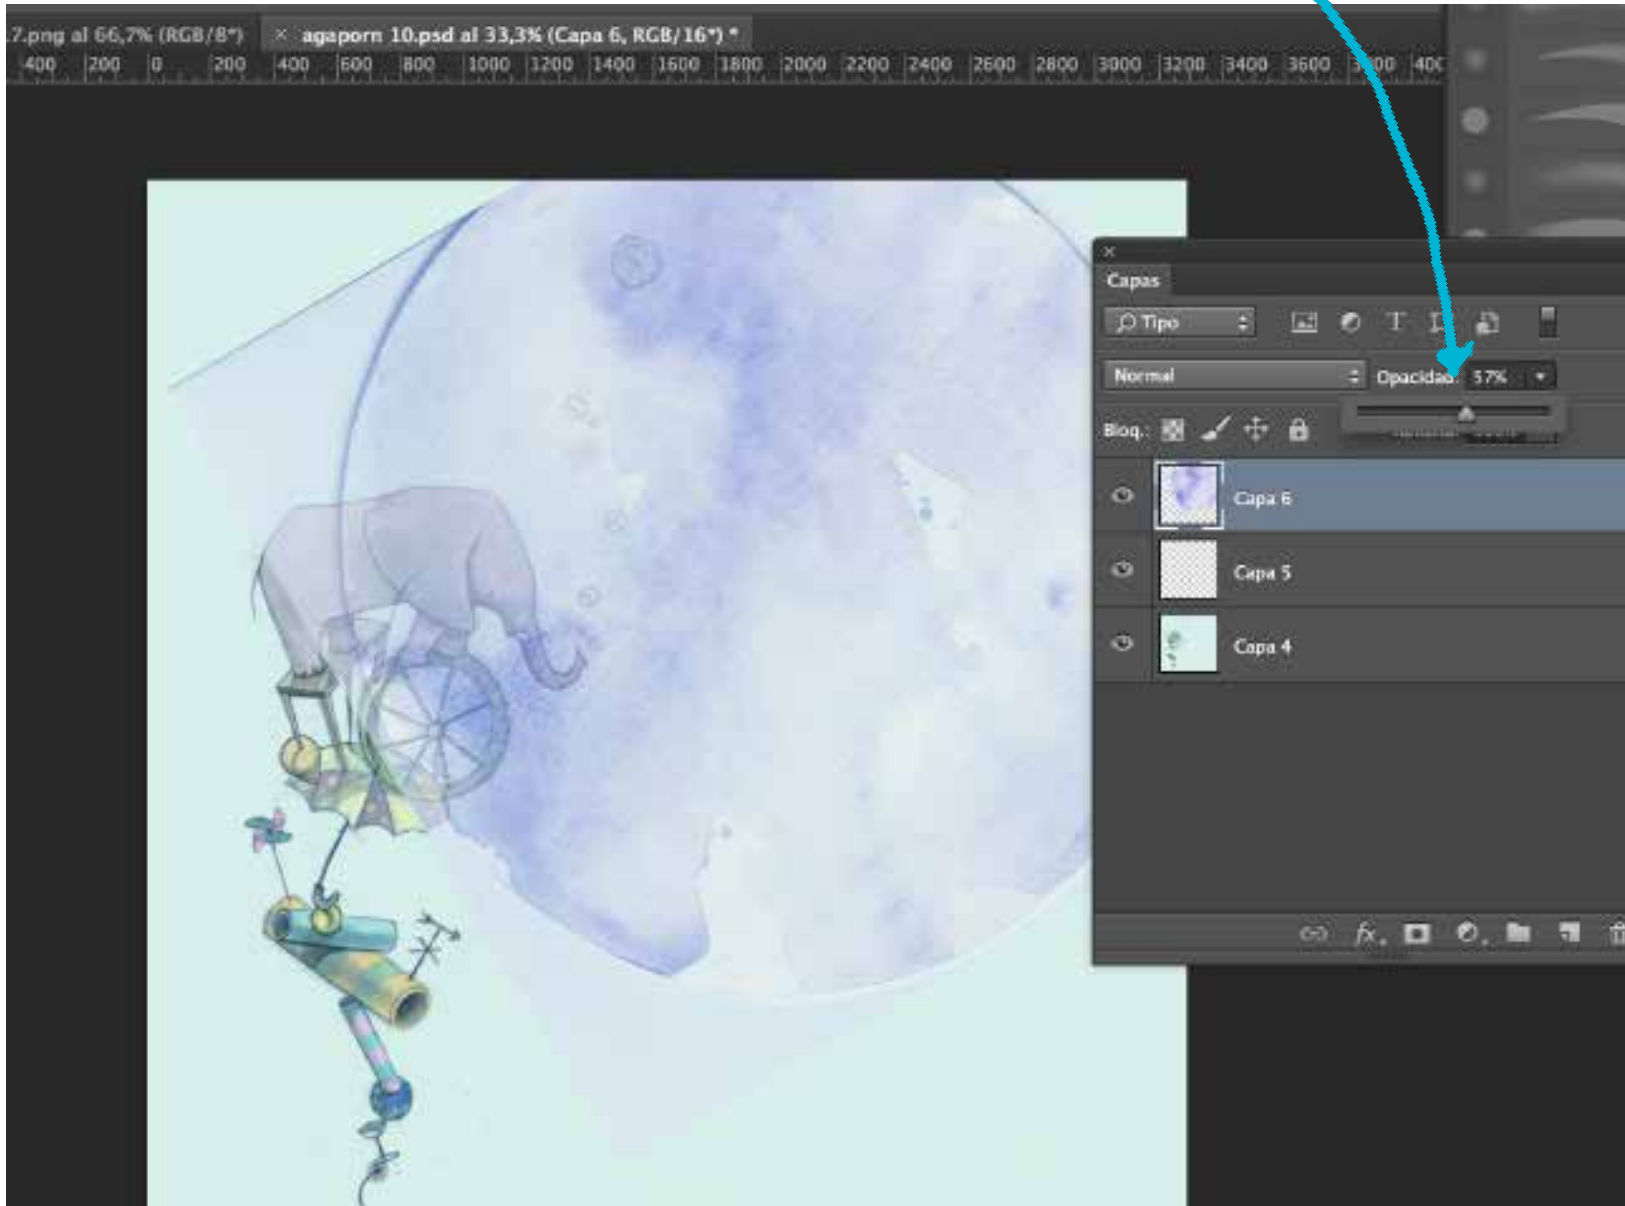 .7.png al 66,7% (RGB/8*) × agaporn 10.psd al 33,3% (Capa 6, RGB/16*) *
400 200 0 200 400 600 800 1000 1200 1400 1600 1800 2000 2200 2400 2600 2800 3000 3200 3400 3600 400
Capas
Tipo
Normal Opacidad: 57%
Bloq.:
Capa 6
Capa 5
Capa 4
fx